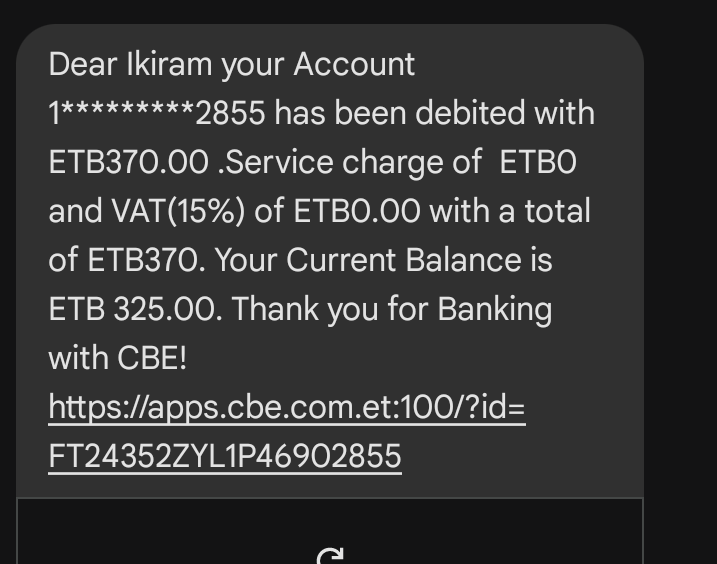 Dear Ikiram your Account
1*********2855 has been debited with
ETB370.00 .Service charge of  ETB0
and VAT(15%) of ETB0.00 with a total
of ETB370. Your Current Balance is
ETB 325.00. Thank you for Banking
with CBE!
https://apps.cbe.com.et:100/?id=
FT24352ZYL1P46902855